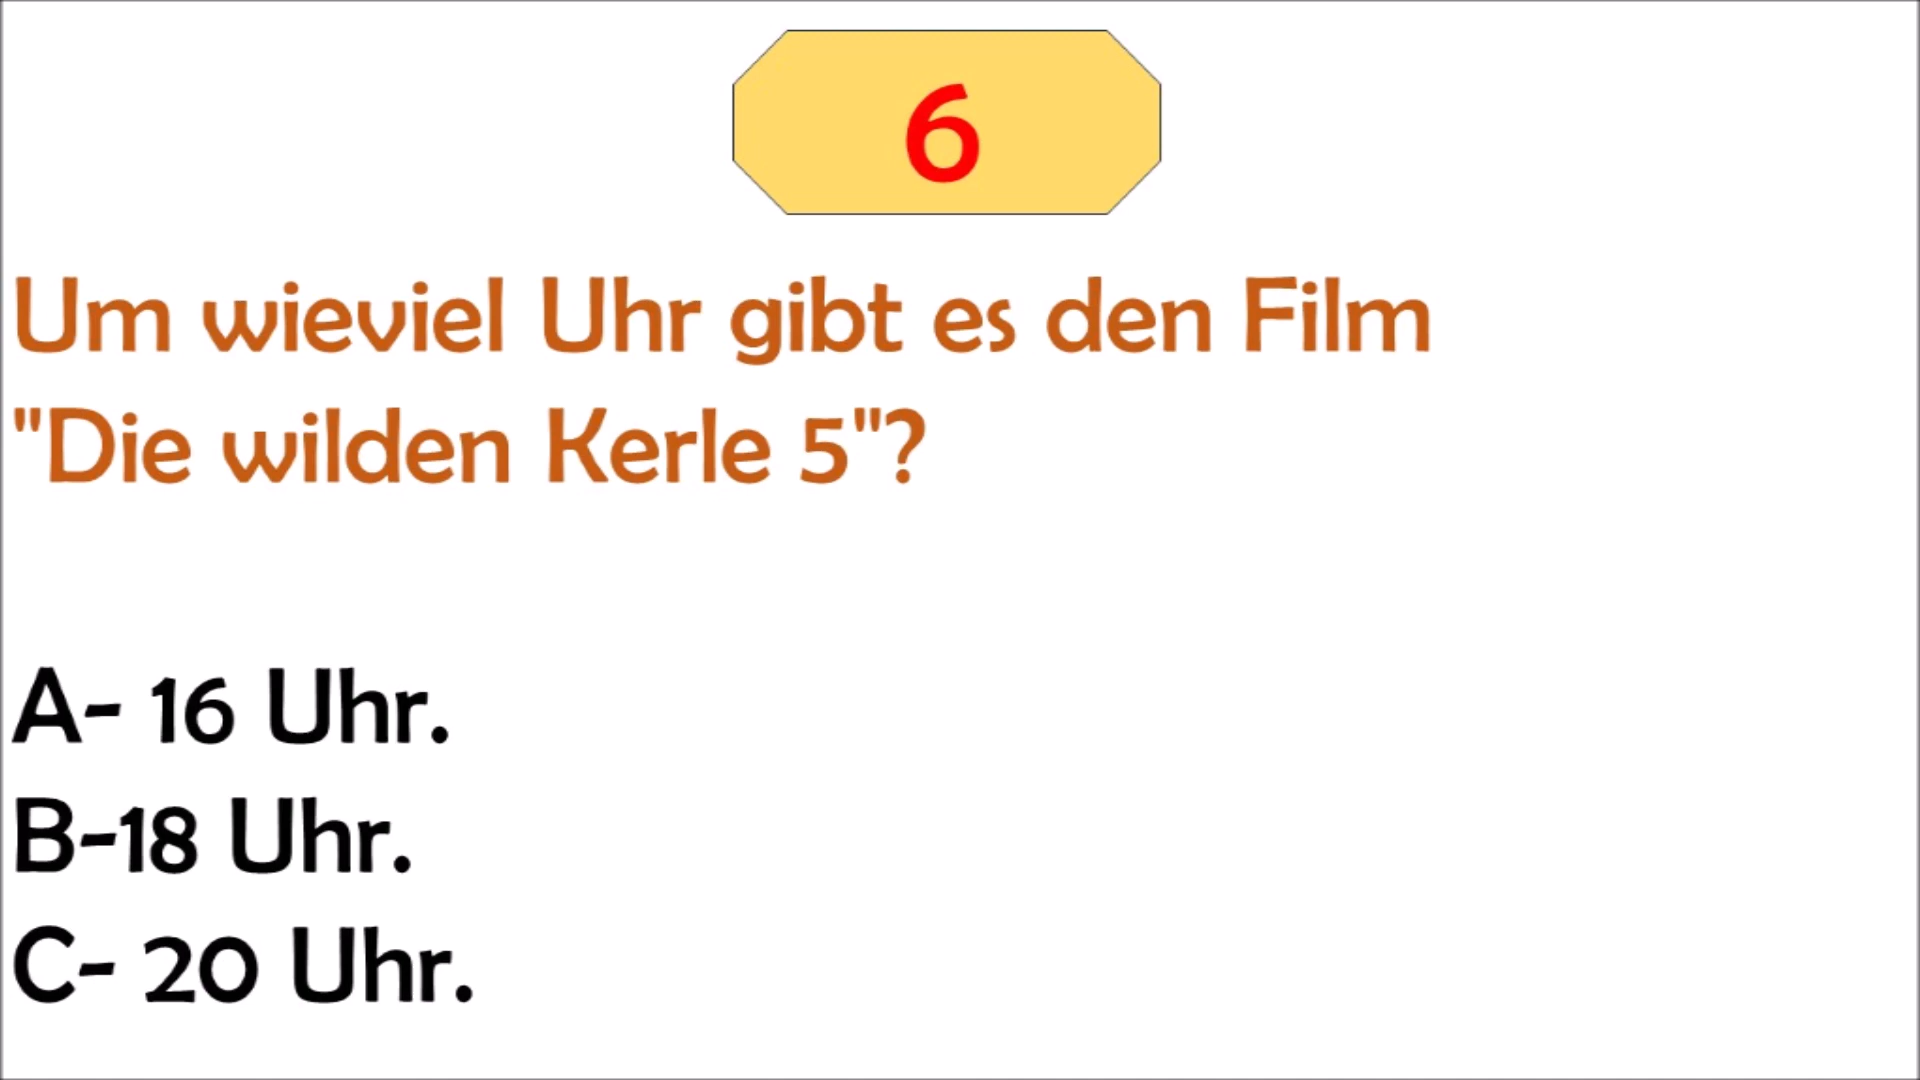 6
Um wieviel Uhr gibt es den Film
"Die wilden Kerle 5"?
A- 16 Uhr.
B-18 Uhr.
C- 20 Uhr.